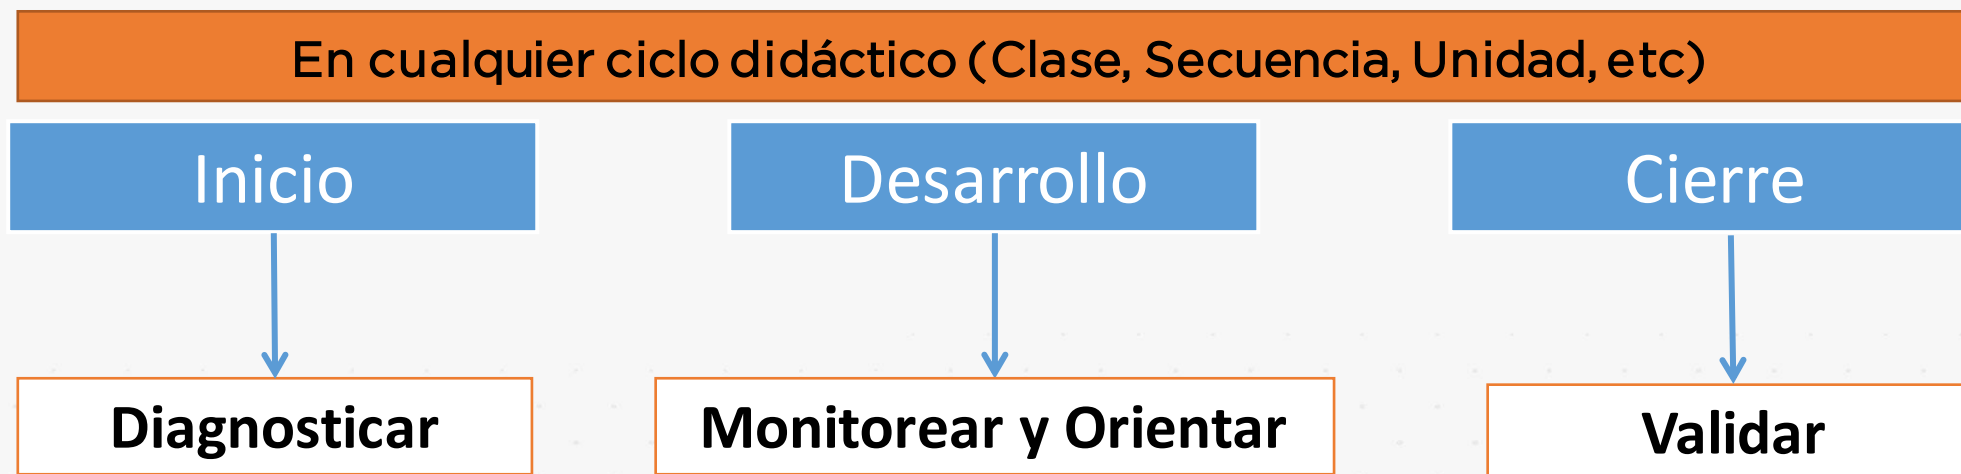 En cualquier ciclo didáctico (Clase, Secuencia, Unidad, etc)
Inicio
Desarrollo
Cierre
Diagnosticar
Monitorear y Orientar
Validar